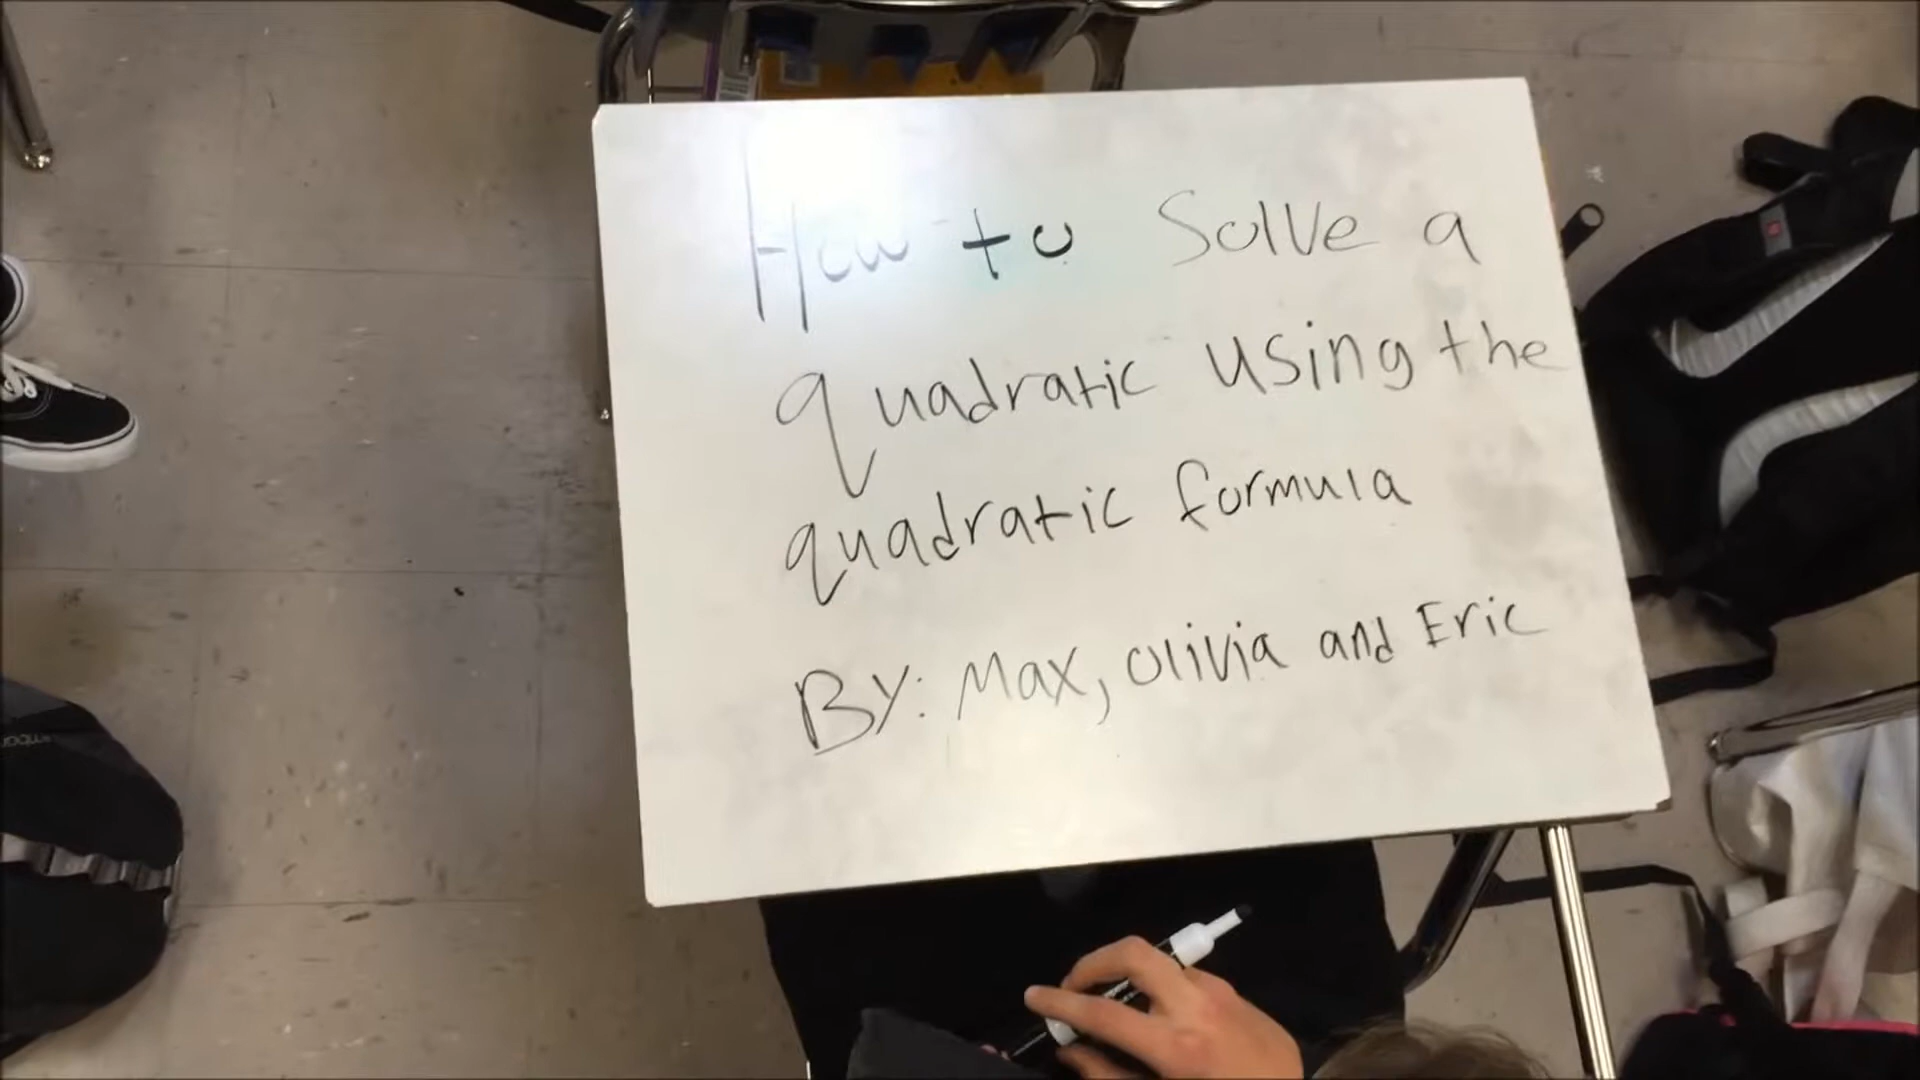 How to Solve a
quadratic using the
quadratic formula
BY: Max, Olivia and Eric